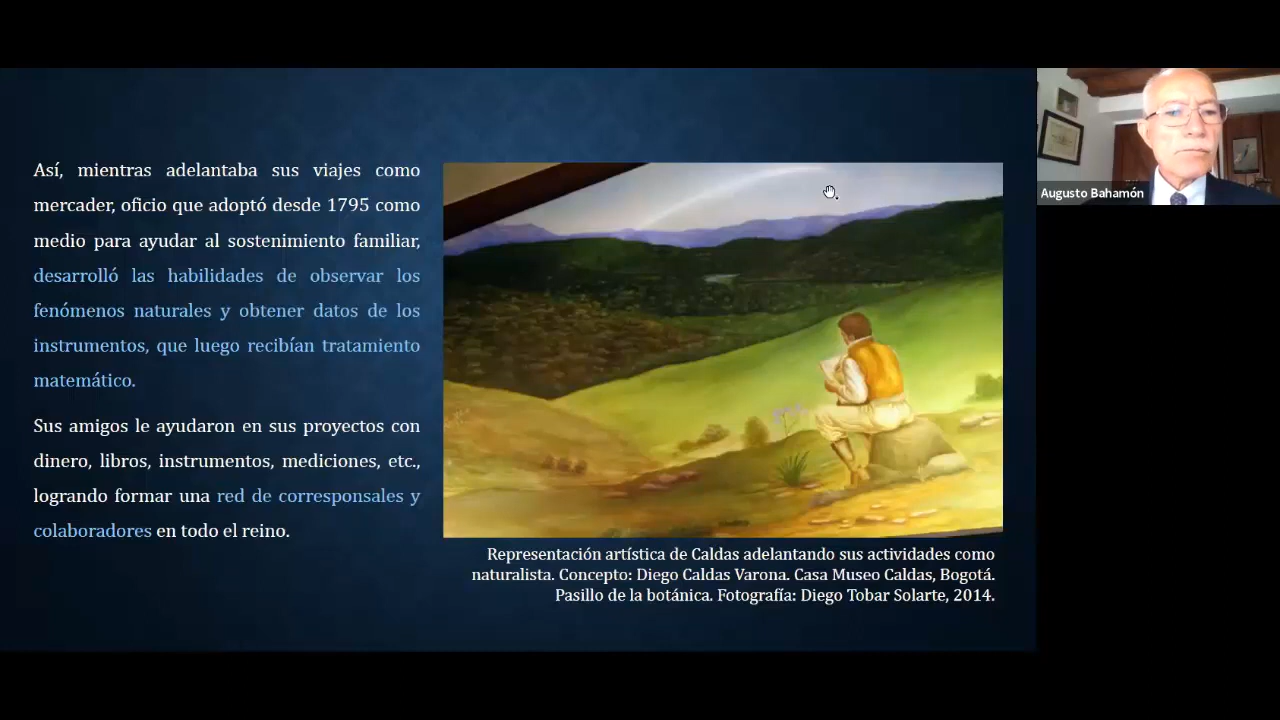 Así, mientras adelantaba sus viajes como
mercader, oficio que adoptó desde 1795 como
medio para ayudar al sostenimiento familiar,
desarrolló las habilidades de observar los
fenómenos naturales y obtener datos de los
instrumentos, que luego recibían tratamiento
matemático.
Sus amigos le ayudaron en sus proyectos con
dinero, libros, instrumentos, mediciones, etc.,
logrando formar una red de corresponsales y
colaboradores en todo el reino.
Representación artística de Caldas adelantando sus actividades como
naturalista. Concepto: Diego Caldas Varona. Casa Museo Caldas, Bogotá.
Pasillo de la botánica. Fotografía: Diego Tobar Solarte, 2014.
Augusto Bahamón